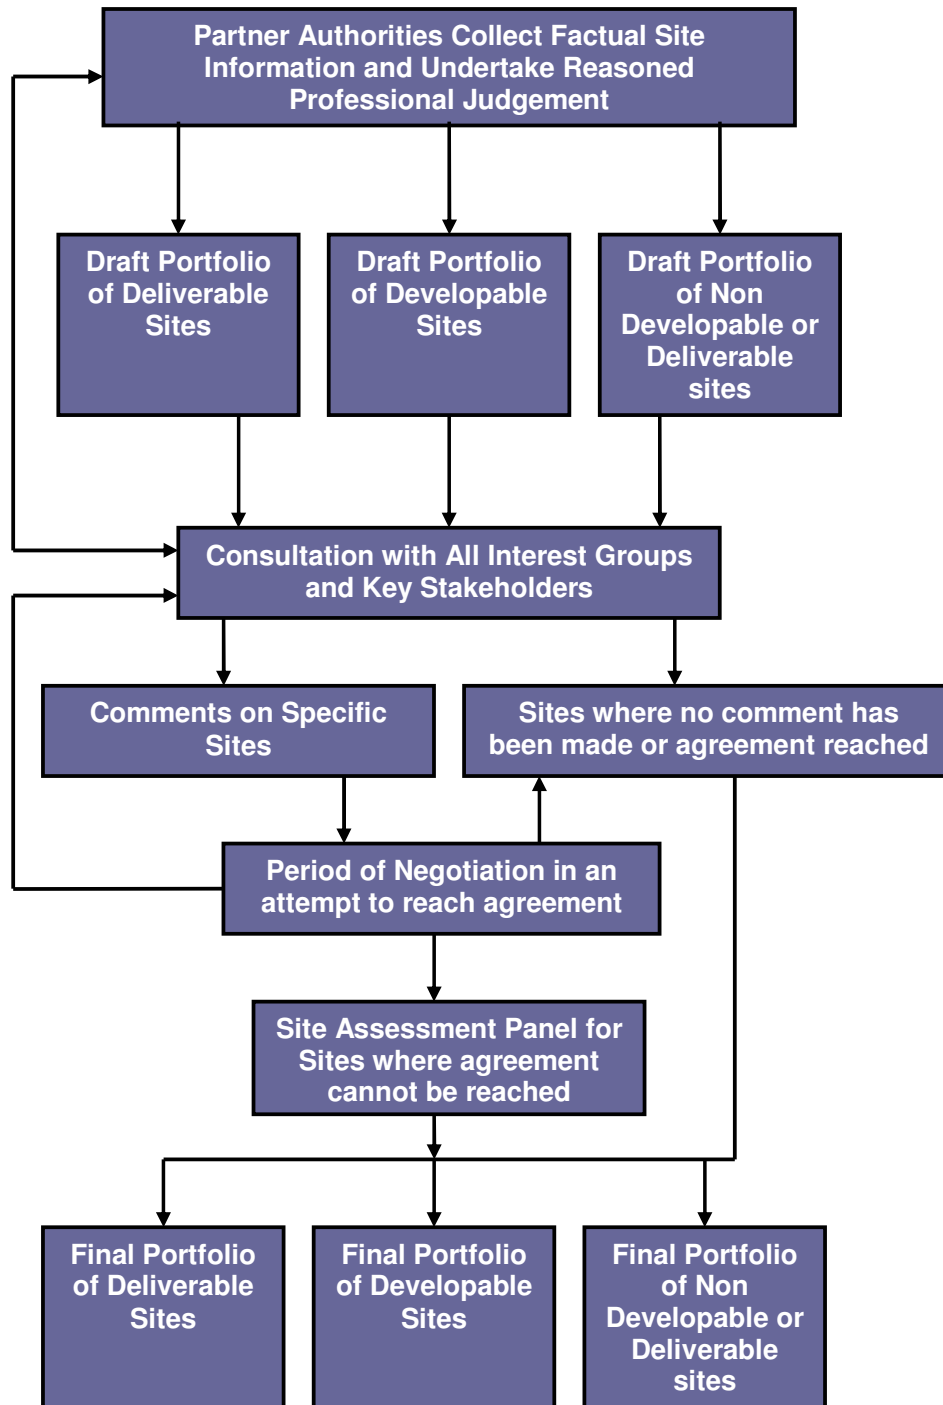 Partner Authorities Collect Factual Site
Information and Undertake Reasoned
Professional Judgement
Draft Portfolio
of Deliverable
Sites
Draft Portfolio
of Developable
Sites
Draft Portfolio
of Non
Developable or
Deliverable
sites
Consultation with All Interest Groups
and Key Stakeholders
Comments on Specific
Sites
Sites where no comment has
been made or agreement reached
Period of Negotiation in an
attempt to reach agreement
Site Assessment Panel for
Sites where agreement
cannot be reached
Final Portfolio
of Deliverable
Sites
Final Portfolio
of Developable
Sites
Final Portfolio
of Non
Developable or
Deliverable
sites